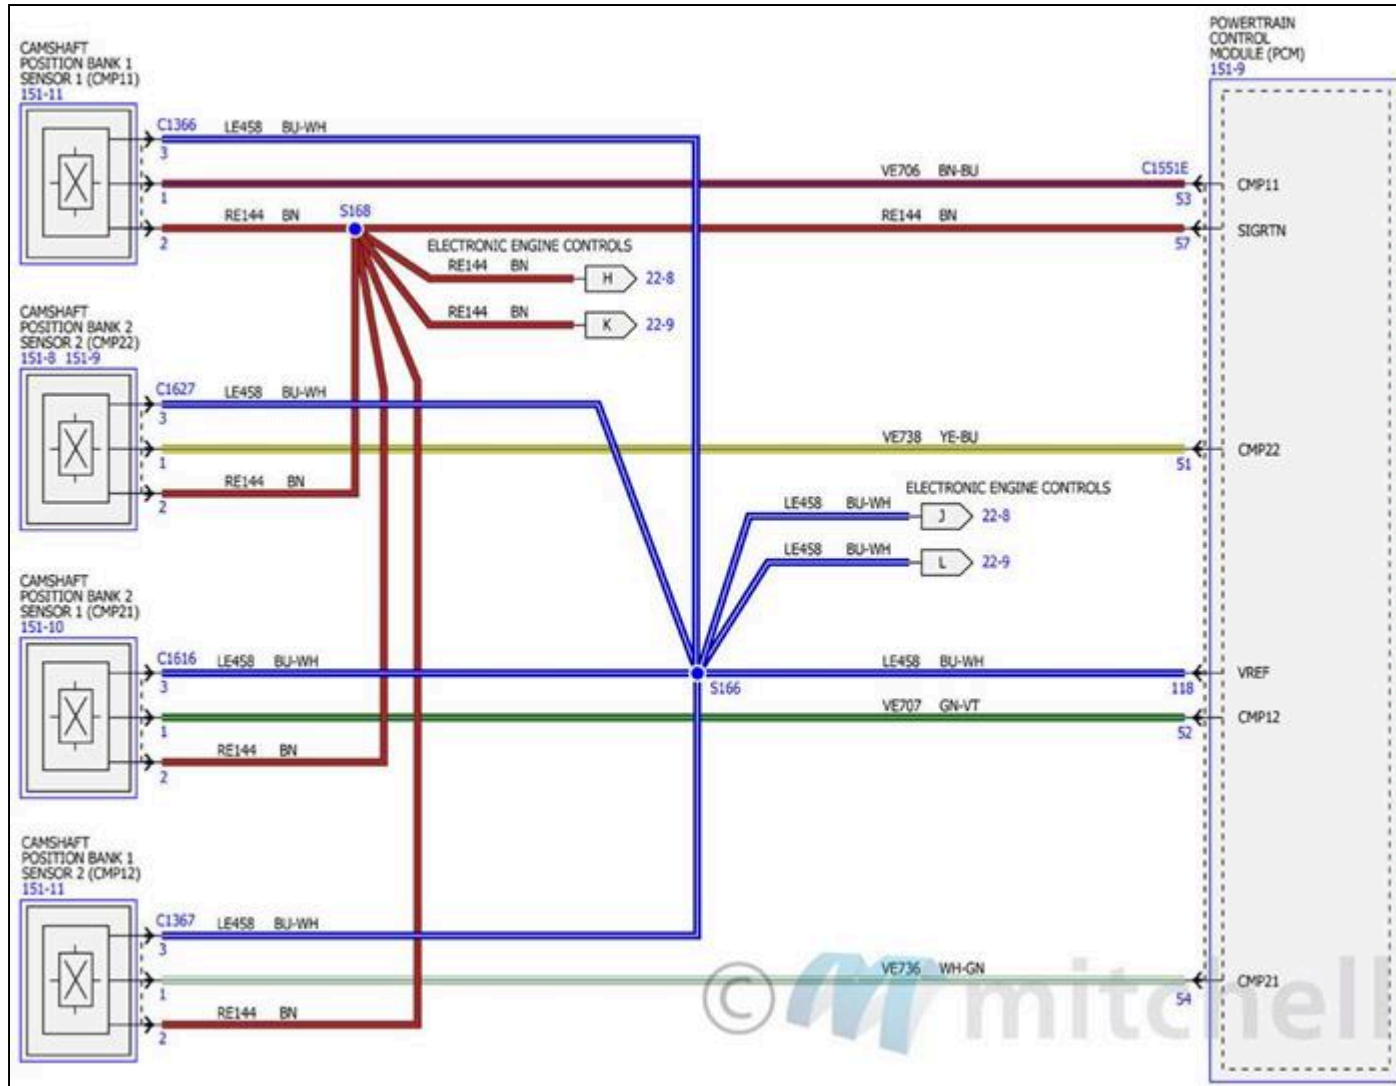 CAMSHAFT
POSITION BANK 1
SENSOR 1 (CMP11)
151-11
C1366
LE458 BU-WH
3
1
RE144 BN
S168
2
ELECTRONIC ENGINE CONTROLS
RE144 BN
H
22-8
RE144 BN
K
22-9
POWERTRAIN
CONTROL
MODULE (PCM)
151-9
VE706 BN-BU
C1551E
53
CMP11
RE144 BN
57
SIGRTN
CAMSHAFT
POSITION BANK 2
SENSOR 2 (CMP22)
151-8 151-9
C1627
LE458 BU-WH
3
1
RE144 BN
2
VE738 YE-BU
51
CMP22
ELECTRONIC ENGINE CONTROLS
LE458 BU-WH
J
22-8
LE458 BU-WH
L
22-9
CAMSHAFT
POSITION BANK 2
SENSOR 1 (CMP21)
151-10
C1616
LE458 BU-WH
3
1
RE144 BN
2
S166
LE458 BU-WH
118
VREF
VE707 GN-VT
52
CMP12
CAMSHAFT
POSITION BANK 1
SENSOR 2 (CMP12)
151-11
C1367
LE458 BU-WH
3
1
RE144 BN
2
VE736 WH-GN
54
CMP21
© mitchell